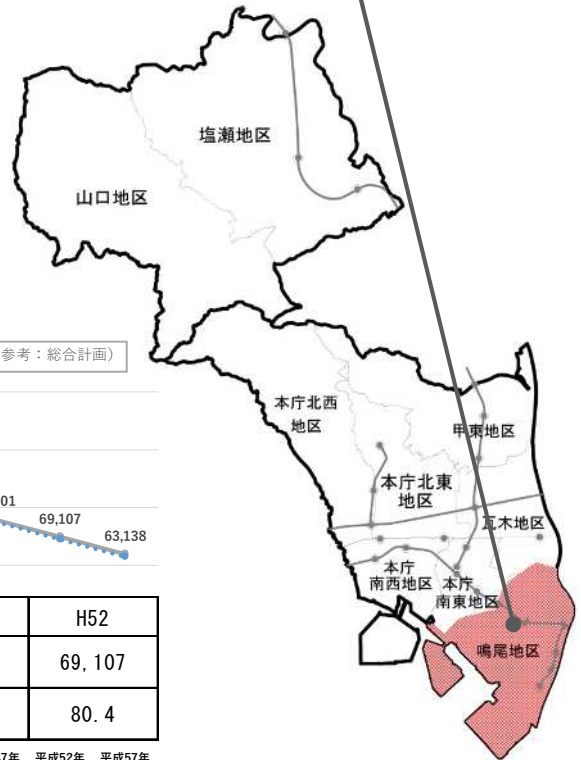 塩瀬地区
山口地区
参考：総合計画）
本庁北西
地区
甲東地区
本庁北東
地区
01
69,107
63,138
瓦木地区
本庁
南西地区
本庁
南東地区
鳴尾地区
H52
69,107
80.4
7年 平成52年 平成57年